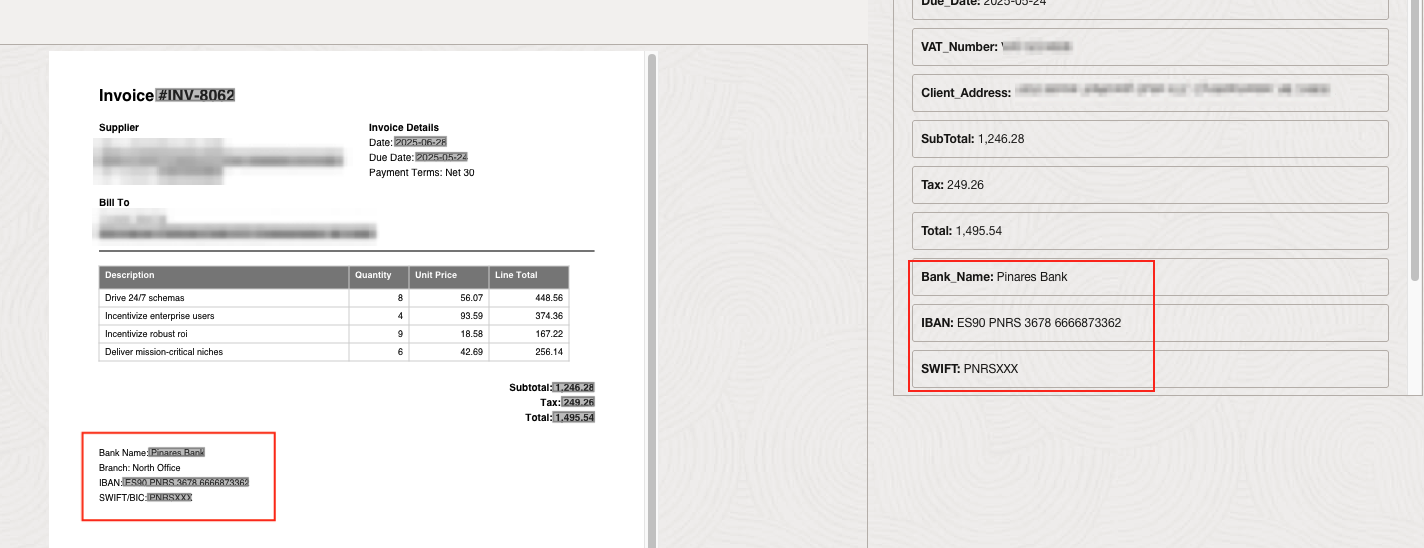 Invoice #INV-8062
Supplier
Invoice Details
Date: 2025-06-28
Due Date: 2025-05-24
Payment Terms: Net 30
Bill To
Description Quantity Unit Price Line Total
Drive 24/7 schemas 8 56.07 448.56
Incentivize enterprise users 4 93.59 374.36
Incentivize robust roi 9 18.58 167.22
Deliver mission-critical niches 6 42.69 256.14
Subtotal: 1,246.28
Tax: 249.26
Total: 1,495.54
Bank Name: Pinares Bank
Branch: North Office
IBAN: ES90 PNRS 3678 6666873362
SWIFT/BIC: PNRSXXX
Due_Date: 2025-05-24
VAT_Number:
Client_Address:
SubTotal: 1,246.28
Tax: 249.26
Total: 1,495.54
Bank_Name: Pinares Bank
IBAN: ES90 PNRS 3678 6666873362
SWIFT: PNRSXXX